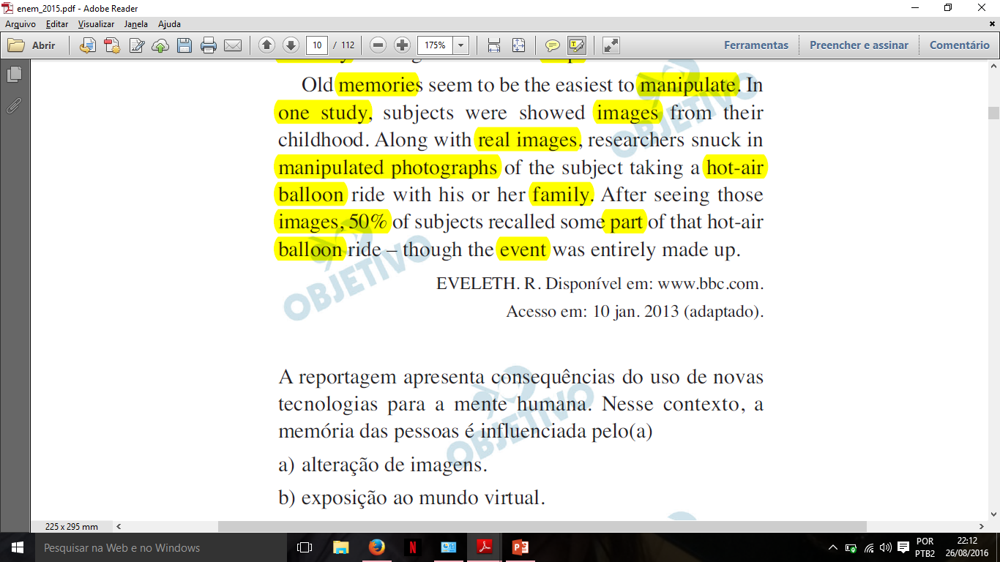 enem_2015.pdf - Adobe Reader
Arquivo Editar Visualizar Janela Ajuda
Abrir 10 / 112 175% Ferramentas Preencher e assinar Comentário
Old memories seem to be the easiest to manipulate. In
one study, subjects were showed images from their
childhood. Along with real images, researchers snuck in
manipulated photographs of the subject taking a hot-air
balloon ride with his or her family. After seeing those
images, 50% of subjects recalled some part of that hot-air
balloon ride – though the event was entirely made up.
EVELETH. R. Disponível em: www.bbc.com.
Acesso em: 10 jan. 2013 (adaptado).
A reportagem apresenta consequências do uso de novas
tecnologias para a mente humana. Nesse contexto, a
memória das pessoas é influenciada pelo(a)
a) alteração de imagens.
b) exposição ao mundo virtual.
OBJETIVO
OBJETIVO
OBJETIVO
225 x 295 mm
Pesquisar na Web e no Windows
POR 22:12
PTB2 26/08/2016